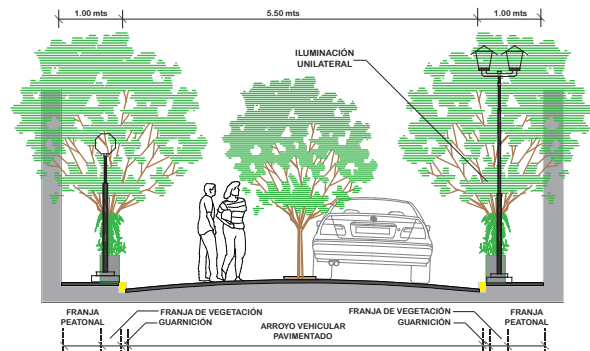 1.00 mts
5.50 mts
1.00 mts
ILUMINACIÓN
UNILATERAL
FRANJA
PEATONAL
FRANJA DE VEGETACIÓN
GUARNICIÓN
ARROYO VEHICULAR
PAVIMENTADO
FRANJA DE VEGETACIÓN
GUARNICIÓN
FRANJA
PEATONAL